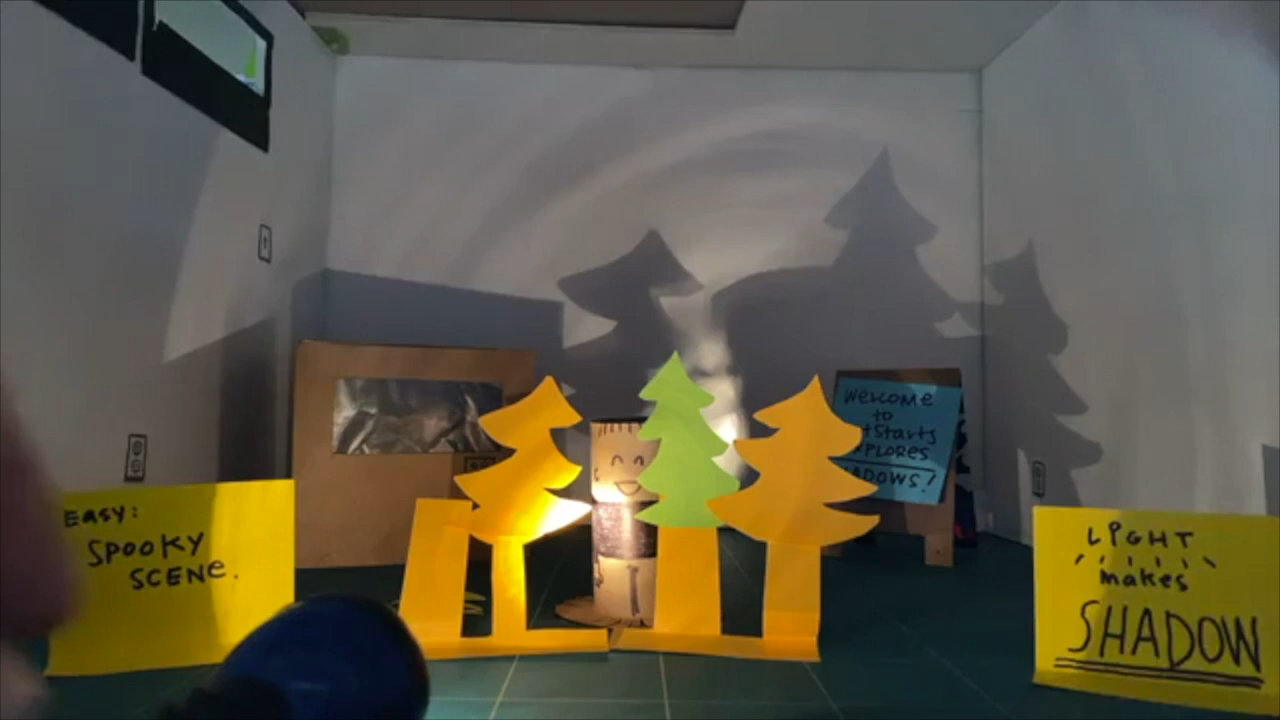 Easy:
Spooky
Scene.
Welcome
to
tStarts
xplores
adows!
Light
makes
SHADOW